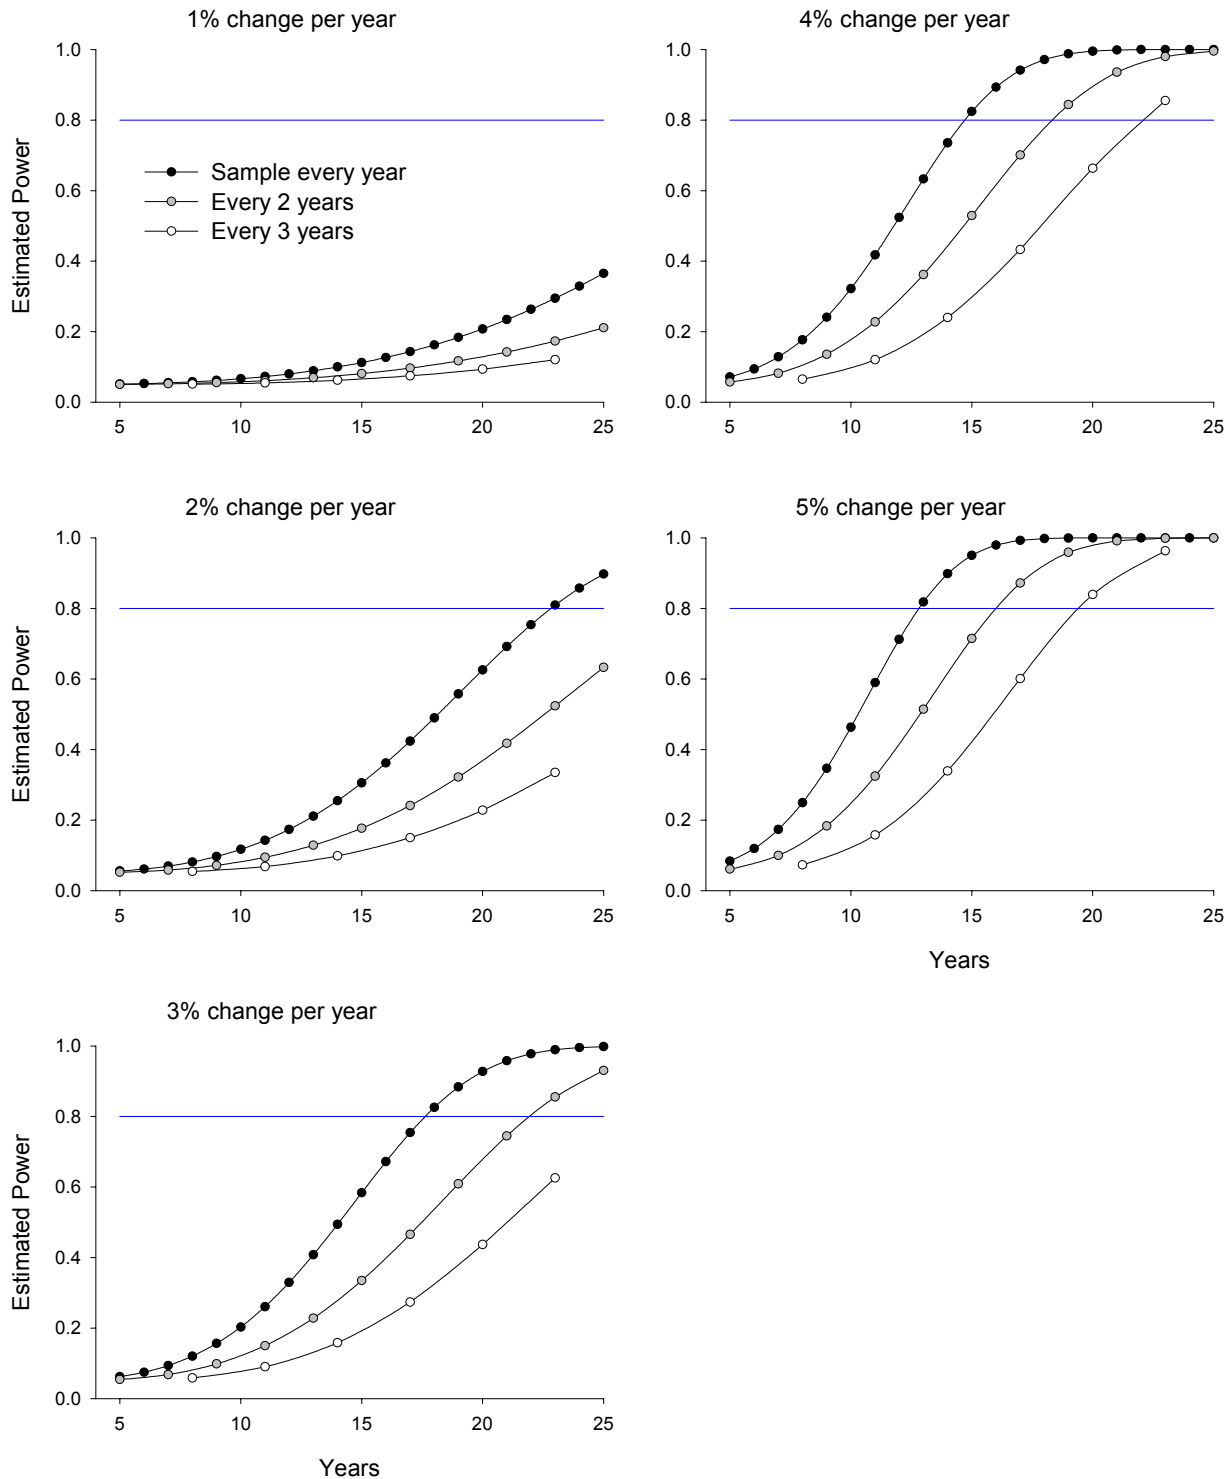 1% change per year
1.0
0.8
0.6
0.4
0.2
0.0
Estimated Power
Sample every year
Every 2 years
Every 3 years
5 10 15 20 25
4% change per year
1.0
0.8
0.6
0.4
0.2
0.0
5 10 15 20 25
2% change per year
1.0
0.8
0.6
0.4
0.2
0.0
Estimated Power
5 10 15 20 25
5% change per year
1.0
0.8
0.6
0.4
0.2
0.0
5 10 15 20 25
Years
3% change per year
1.0
0.8
0.6
0.4
0.2
0.0
Estimated Power
5 10 15 20 25
Years